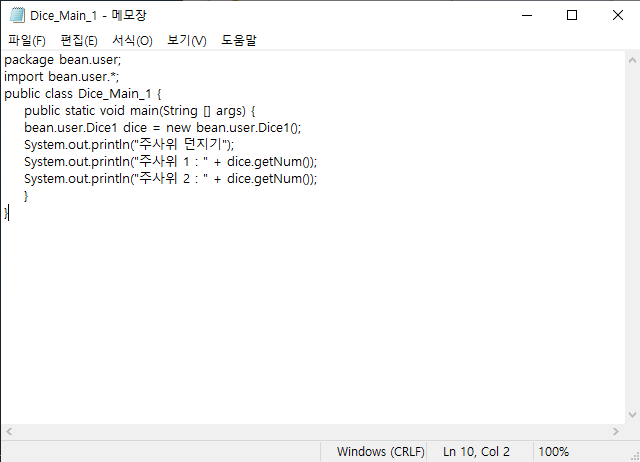 Dice_Main_1 - 메모장
파일(F) 편집(E) 서식(O) 보기(V) 도움말
package bean.user;
import bean.user.*;
public class Dice_Main_1 {
public static void main(String [] args) {
bean.user.Dice1 dice = new bean.user.Dice1();
System.out.println("주사위 던지기");
System.out.println("주사위 1 : " + dice.getNum());
System.out.println("주사위 2 : " + dice.getNum());
}
}
Windows (CRLF) Ln 10, Col 2 100%